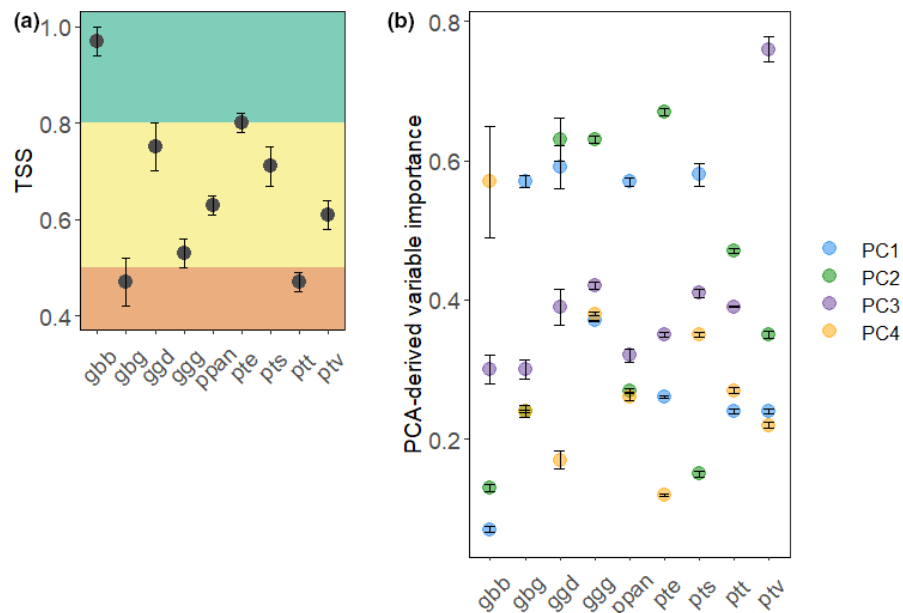 (a)
TSS
1.0
0.8
0.6
0.4
gbb gbg ggd ggg ppan pte pts ptt ptv
(b)
PCA-derived variable importance
0.8
0.6
0.4
0.2
gbb gbg ggd ggg ppan pte pts ptt ptv
PC1
PC2
PC3
PC4